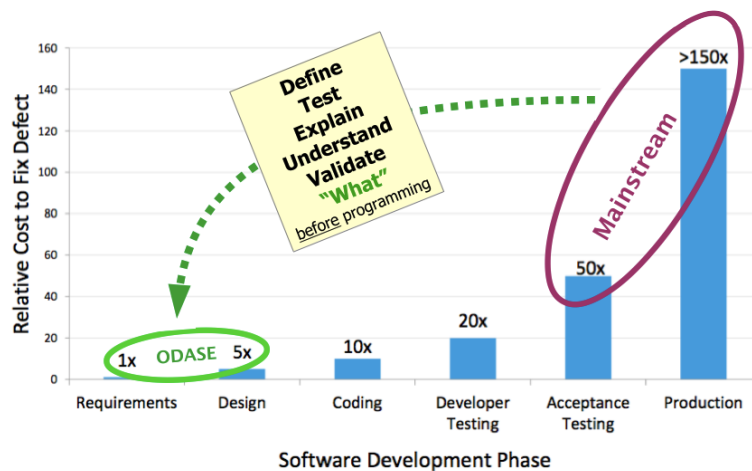 Relative Cost to Fix Defect
160
140
120
100
80
60
40
20
0
Define
Test
Explain
Understand
Validate
“What”
before programming
Mainstream
ODASE
1x
5x
10x
20x
50x
>150x
Requirements
Design
Coding
Developer
Testing
Acceptance
Testing
Production
Software Development Phase